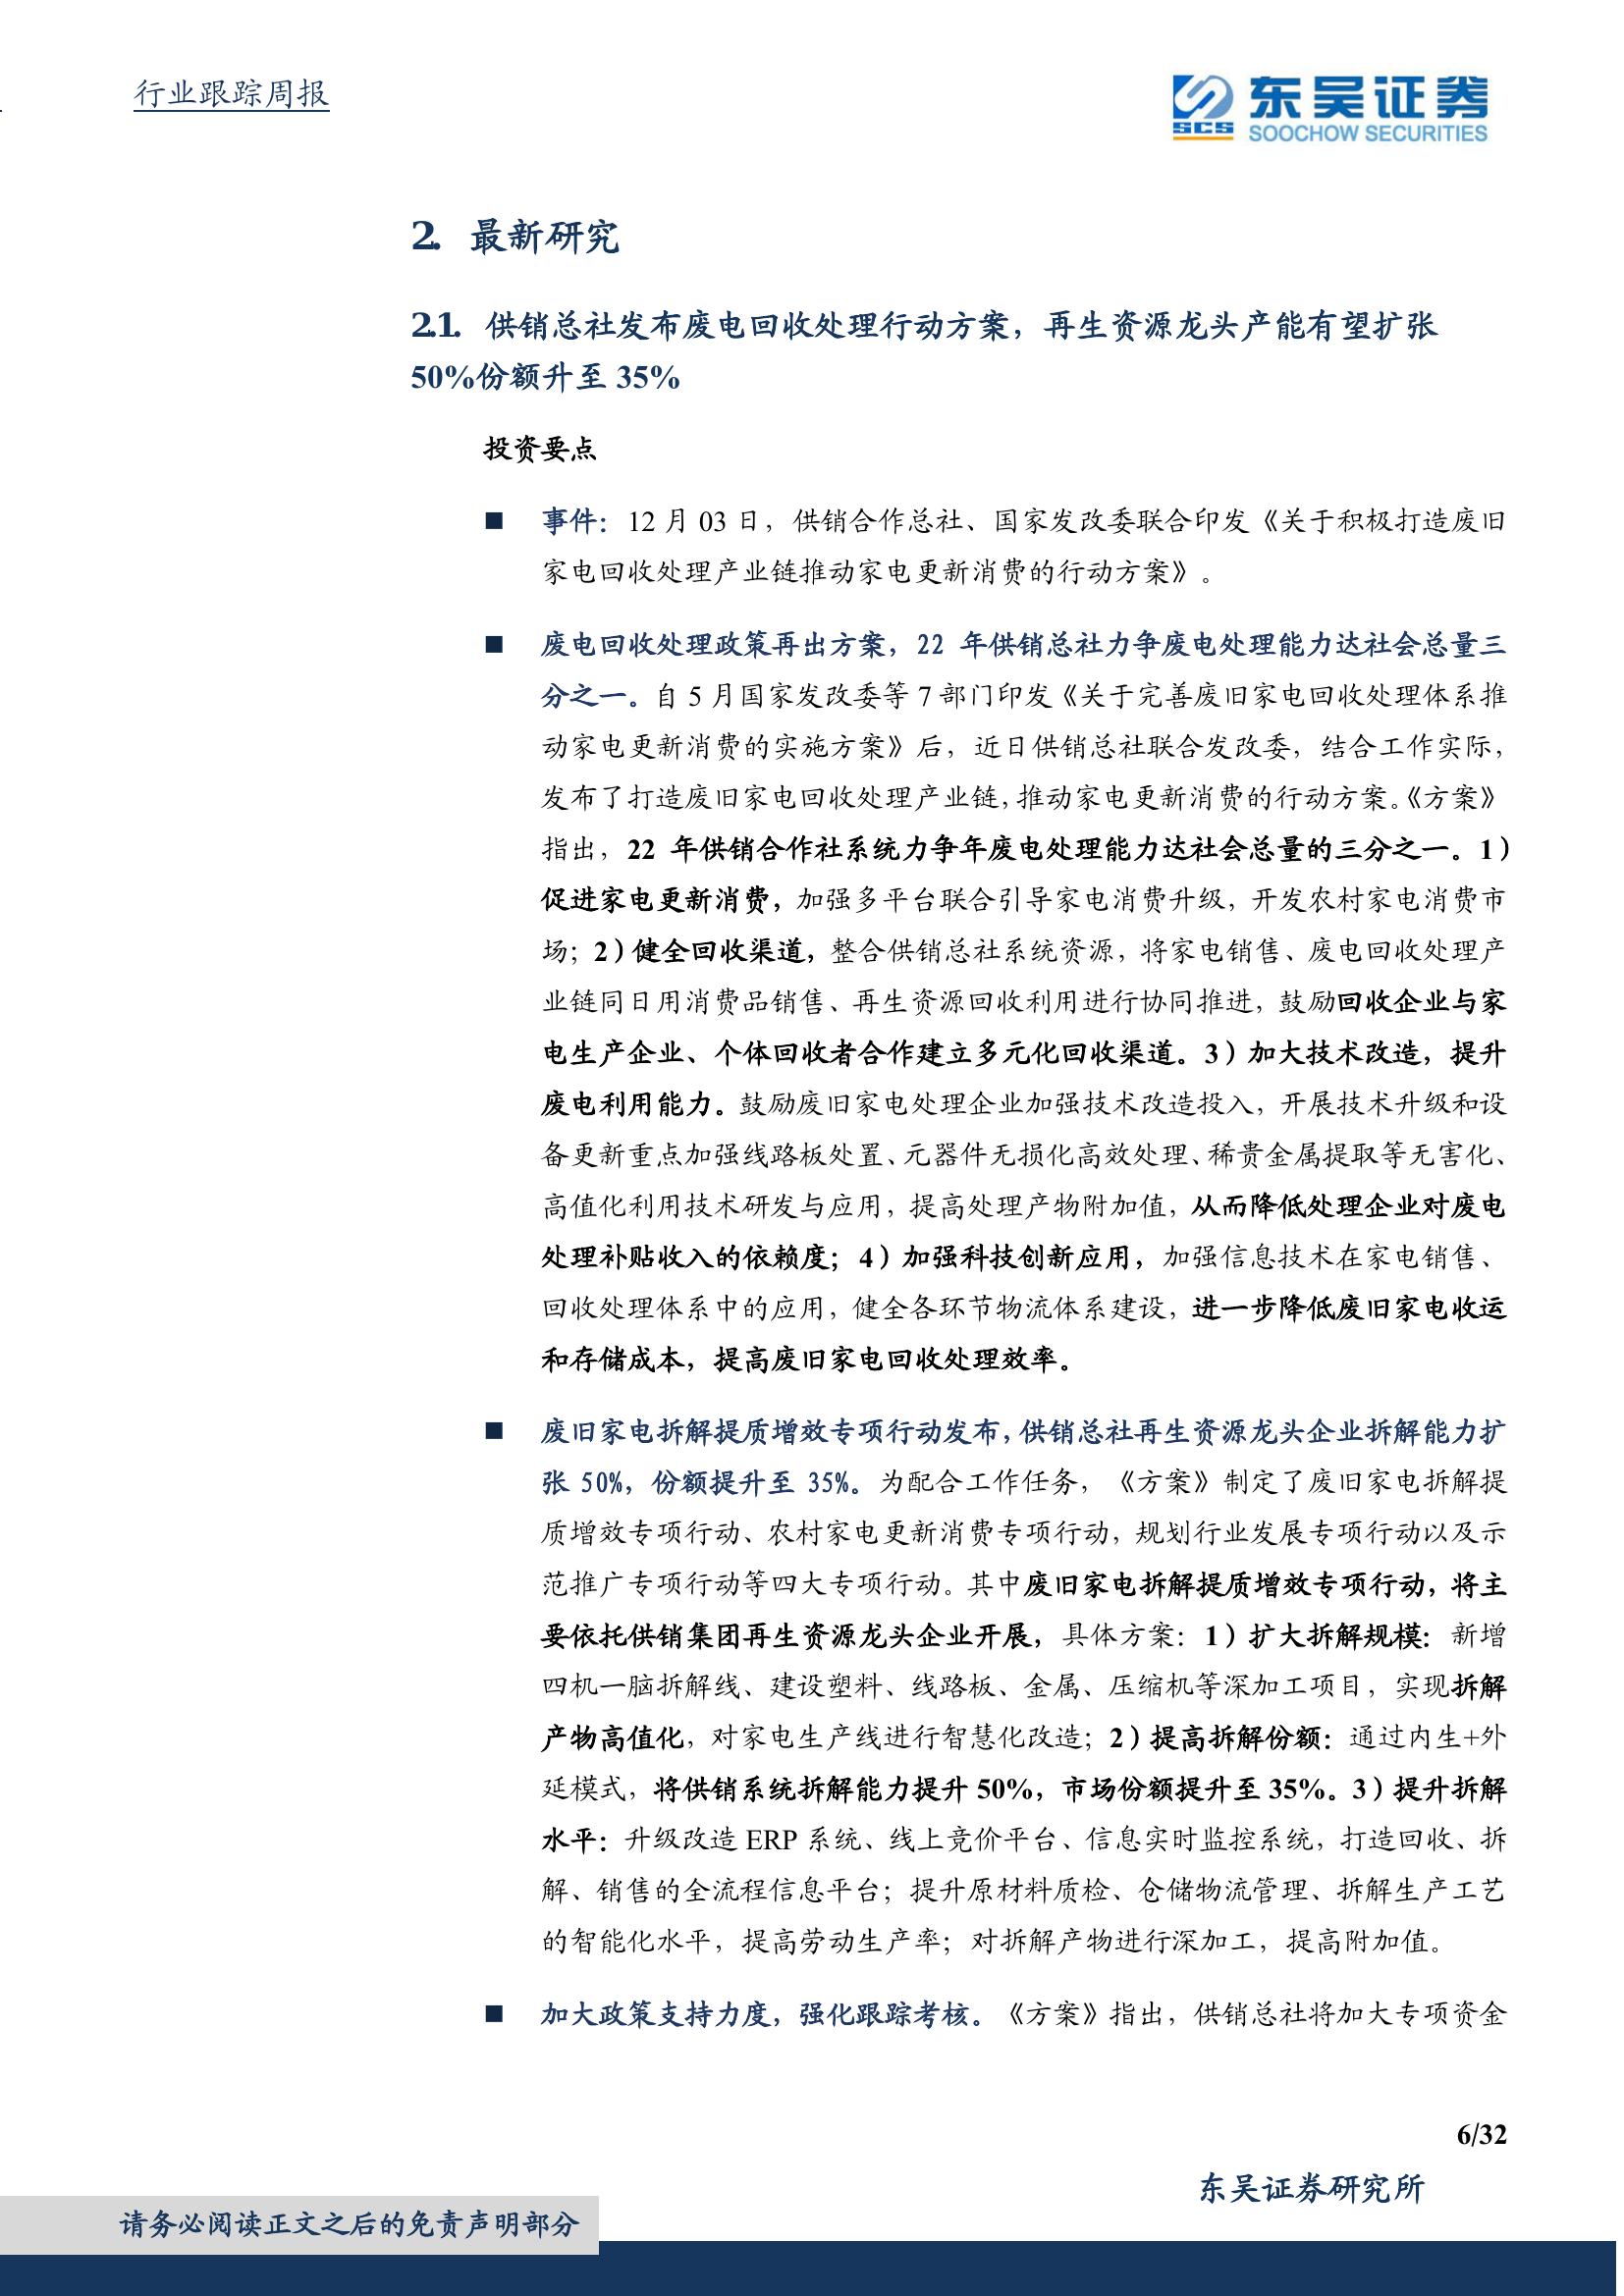 行业跟踪周报
SCS
东吴证券
SOOCHOW SECURITIES
2. 最新研究
2.1. 供销总社发布废电回收处理行动方案，再生资源龙头产能有望扩张
50%份额升至 35%
投资要点
■ 事件：12 月 03 日，供销合作总社、国家发改委联合印发《关于积极打造废旧
家电回收处理产业链推动家电更新消费的行动方案》。
■ 废电回收处理政策再出方案，22 年供销总社力争废电处理能力达社会总量三
分之一。自 5 月国家发改委等 7 部门印发《关于完善废旧家电回收处理体系推
动家电更新消费的实施方案》后，近日供销总社联合发改委，结合工作实际，
发布了打造废旧家电回收处理产业链，推动家电更新消费的行动方案。《方案》
指出，22 年供销合作社系统力争年废电处理能力达社会总量的三分之一。1）
促进家电更新消费，加强多平台联合引导家电消费升级，开发农村家电消费市
场；2）健全回收渠道，整合供销总社系统资源，将家电销售、废电回收处理产
业链同日用消费品销售、再生资源回收利用进行协同推进，鼓励回收企业与家
电生产企业、个体回收者合作建立多元化回收渠道。3）加大技术改造，提升
废电利用能力。鼓励废旧家电处理企业加强技术改造投入，开展技术升级和设
备更新重点加强线路板处置、元器件无损化高效处理、稀贵金属提取等无害化、
高值化利用技术研发与应用，提高处理产物附加值，从而降低处理企业对废电
处理补贴收入的依赖度；4）加强科技创新应用，加强信息技术在家电销售、
回收处理体系中的应用，健全各环节物流体系建设，进一步降低废旧家电收运
和存储成本，提高废旧家电回收处理效率。
■ 废旧家电拆解提质增效专项行动发布，供销总社再生资源龙头企业拆解能力扩
张 50%，份额提升至 35%。为配合工作任务，《方案》制定了废旧家电拆解提
质增效专项行动、农村家电更新消费专项行动，规划行业发展专项行动以及示
范推广专项行动等四大专项行动。其中废旧家电拆解提质增效专项行动，将主
要依托供销集团再生资源龙头企业开展，具体方案：1）扩大拆解规模：新增
四机一脑拆解线、建设塑料、线路板、金属、压缩机等深加工项目，实现拆解
产物高值化，对家电生产线进行智慧化改造；2）提高拆解份额：通过内生+外
延模式，将供销系统拆解能力提升 50%，市场份额提升至 35%。3）提升拆解
水平：升级改造 ERP 系统、线上竞价平台、信息实时监控系统，打造回收、拆
解、销售的全流程信息平台；提升原材料质检、仓储物流管理、拆解生产工艺
的智能化水平，提高劳动生产率；对拆解产物进行深加工，提高附加值。
■ 加大政策支持力度，强化跟踪考核。《方案》指出，供销总社将加大专项资金
6/32
东吴证券研究所
请务必阅读正文之后的免责声明部分